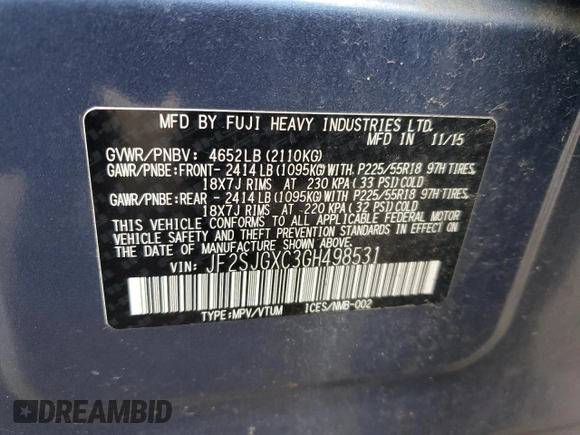 MFD BY FUJI HEAVY INDUSTRIES LTD.
MFD IN 11/15
GVWR/PNBV: 4652LB (2110KG)
GAWR/PNBE:FRONT- 2414LB (1095KG) WITH. P225/55R18 97H TIRES,
18X7J RIMS AT 230 KPA (33 PSI) COLD
GAWR/PNBE:REAR - 2414LB (1095KG) WITH. P225/55R18 97H TIRES,
18X7J RIMS AT 220 KPA (32 PSI) COLD
THIS VEHICLE CONFORMS TO ALL APPLICABLE FEDERAL MOTOR
VEHICLE SAFETY AND THEFT PREVENTION STANDARDS IN EFFECT ON
THE DATE OF MANUFACTURE SHOWN ABOVE.
VIN: JF2SJGXC3GH498531
TYPE:MPV/VTUM ICES/NMB-002
DREAMBID